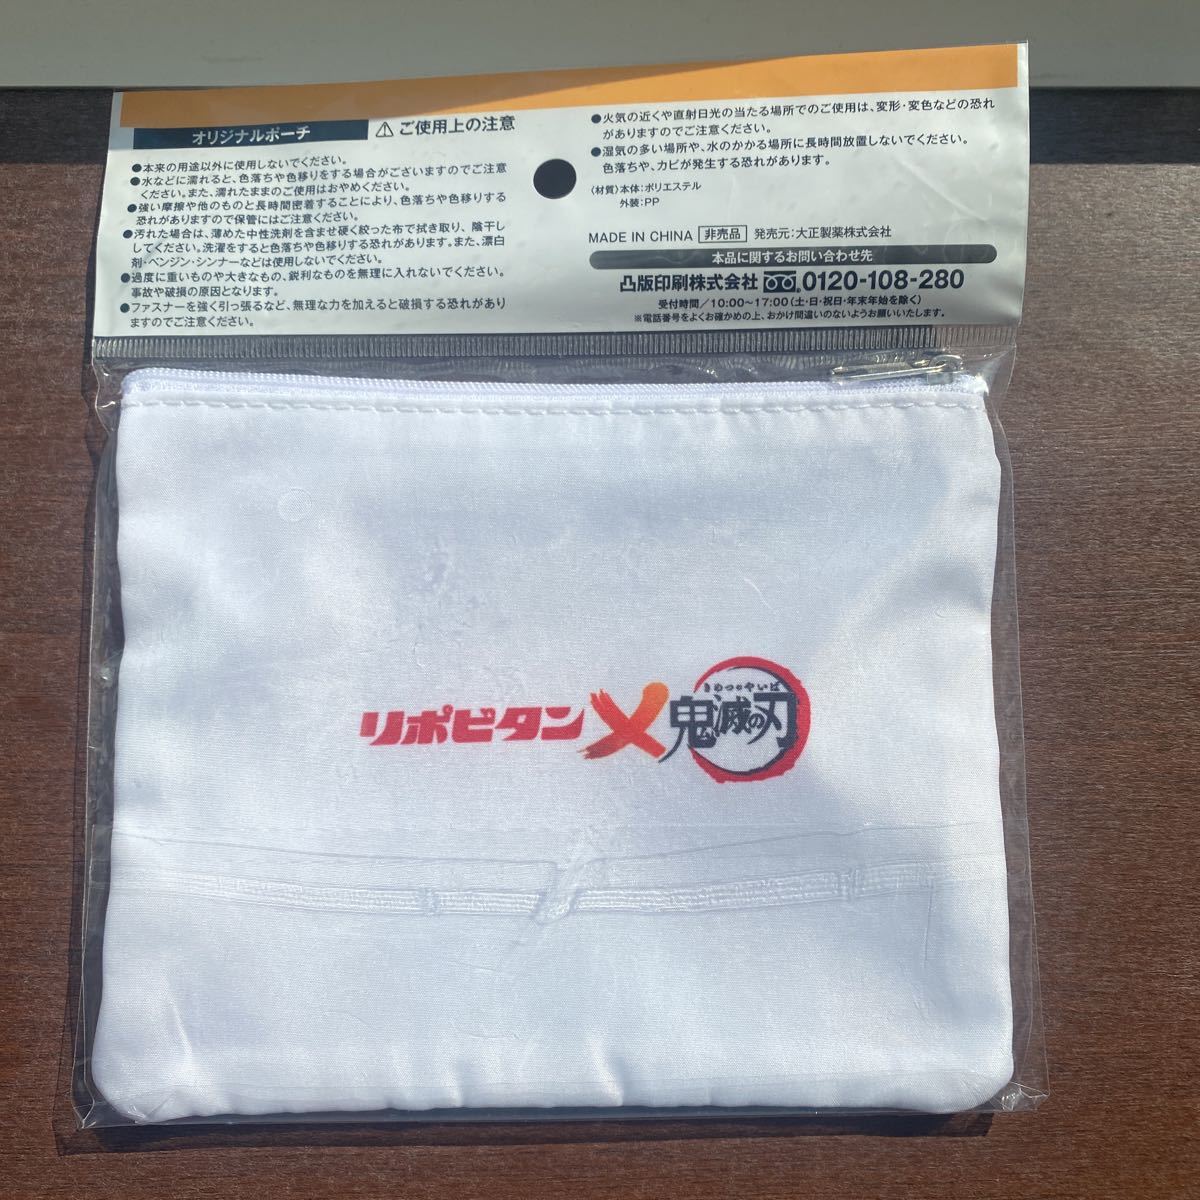 オリジナルポーチ
⚠ ご使用上の注意
●本来の用途以外に使用しないでください。
●水などに濡れると、色落ちや色移りをする場合がございますのでご注意
ください。また、濡れたままのご使用はおやめください。
●強い摩擦や他のものと長時間密着することにより、色落ちや色移りする
恐れがありますので保管にはご注意ください。
●汚れた場合は、薄めた中性洗剤を含ませ硬く絞った布で拭き取り、陰干し
してください。洗濯をすると色落ちや色移りする恐れがあります。また、漂白
剤・ベンジン・シンナーなどは使用しないでください。
●過度に重いものや大きなもの、鋭利なものを無理に入れないでください。
事故や破損の原因となります。
●ファスナーを強く引っ張るなど、無理な力を加えると破損する恐れがあり
ますのでご注意ください。
●火気の近くや直射日光の当たる場所でのご使用は、変形・変色などの恐れ
がありますのでご注意ください。
●湿気の多い場所や、水のかかる場所に長時間放置しないでください。
色落ちや、カビが発生する恐れがあります。
〈材質〉本体:ポリエステル
外装:PP
MADE IN CHINA 非売品 発売元:大正製薬株式会社
本品に関するお問い合わせ先
凸版印刷株式会社 0120-108-280
受付時間/10:00~17:00(土・日・祝日・年末年始を除く)
※電話番号をよくお確かめの上、おかけ間違いのないようお願いいたします。
きめつのやいば
リポビタン×鬼滅の刃